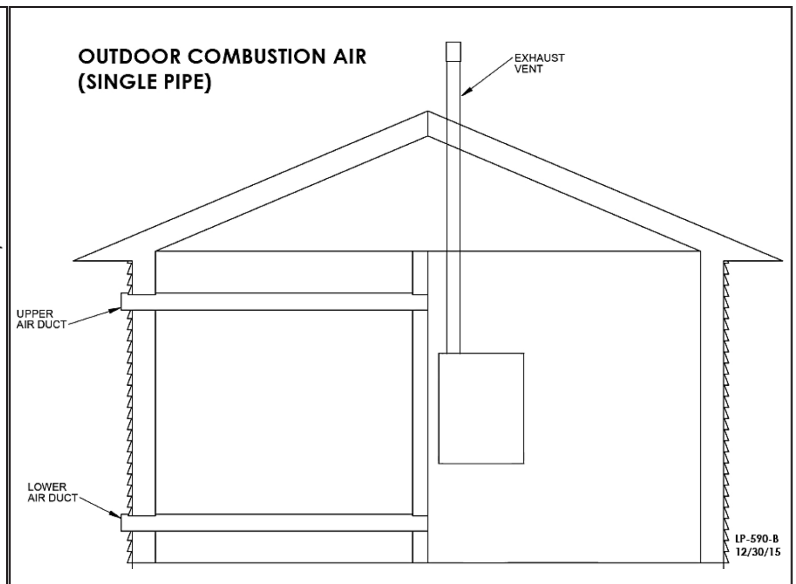 OUTDOOR COMBUSTION AIR
(SINGLE PIPE)
EXHAUST
VENT
UPPER
AIR DUCT
LOWER
AIR DUCT
LP-590-B
12/30/15